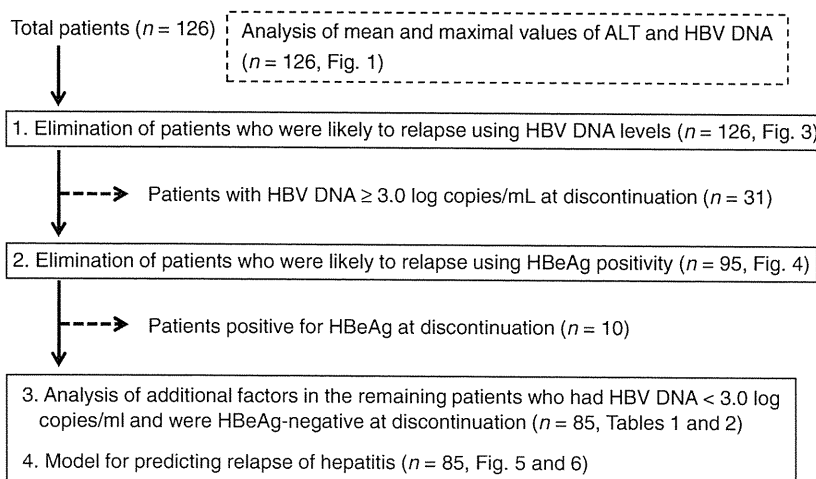 Total patients (n = 126)
Analysis of mean and maximal values of ALT and HBV DNA
(n = 126, Fig. 1)
1. Elimination of patients who were likely to relapse using HBV DNA levels (n = 126, Fig. 3)
Patients with HBV DNA ≥ 3.0 log copies/mL at discontinuation (n = 31)
2. Elimination of patients who were likely to relapse using HBeAg positivity (n = 95, Fig. 4)
Patients positive for HBeAg at discontinuation (n = 10)
3. Analysis of additional factors in the remaining patients who had HBV DNA < 3.0 log
copies/ml and were HBeAg-negative at discontinuation (n = 85, Tables 1 and 2)
4. Model for predicting relapse of hepatitis (n = 85, Fig. 5 and 6)